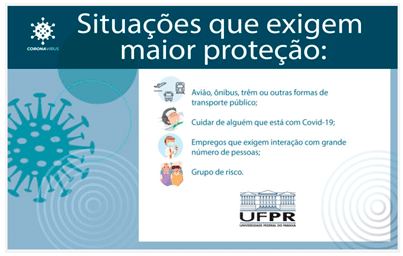 Situações que exigem
maior proteção:
CORONAVÍRUS
Avião, ônibus, trêm ou outras formas de
transporte público;
Cuidar de alguém que está com Covid-19;
Empregos que exigem interação com grande
número de pessoas;
Grupo de risco.
UFPR
UNIVERSIDADE FEDERAL DO PARANÁ